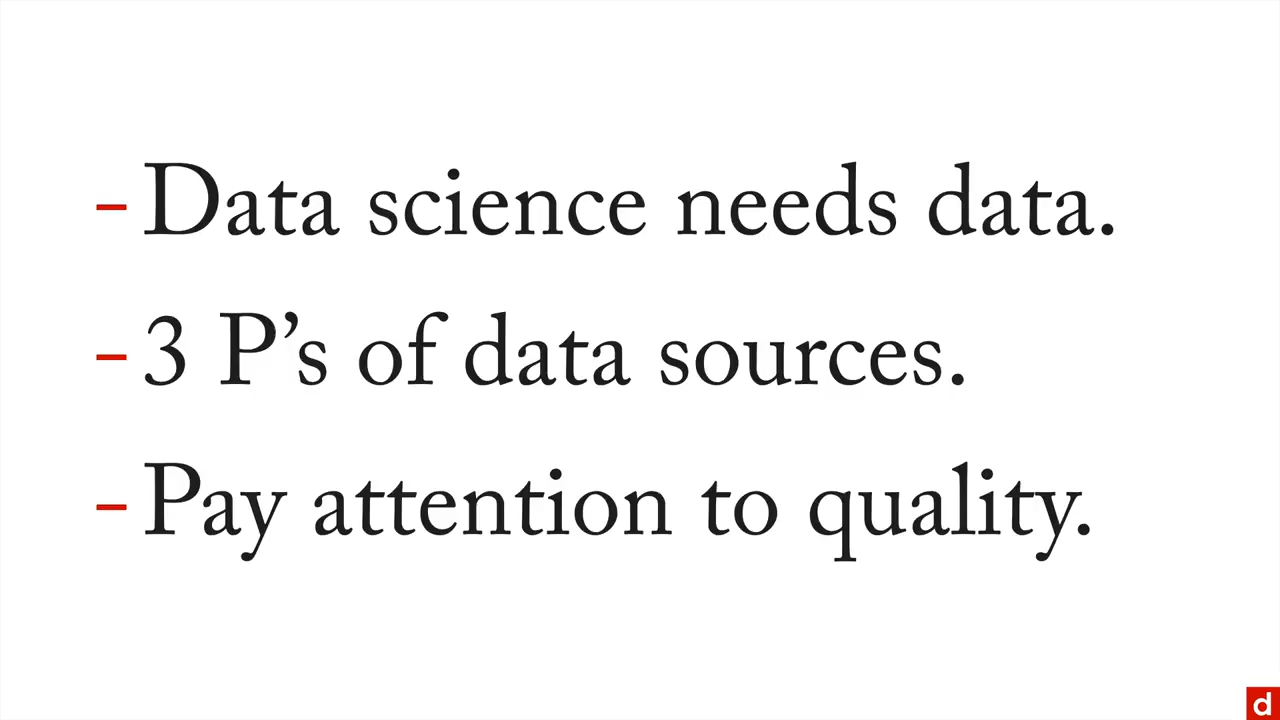 - Data science needs data.
- 3 P’s of data sources.
- Pay attention to quality.
d